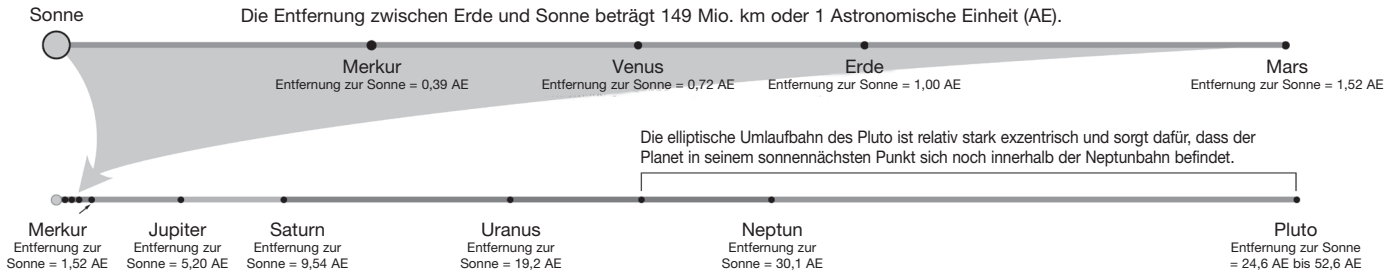 Sonne
Die Entfernung zwischen Erde und Sonne beträgt 149 Mio. km oder 1 Astronomische Einheit (AE).
Merkur
Entfernung zur Sonne = 0,39 AE
Venus
Entfernung zur Sonne = 0,72 AE
Erde
Entfernung zur Sonne = 1,00 AE
Mars
Entfernung zur Sonne = 1,52 AE
Die elliptische Umlaufbahn des Pluto ist relativ stark exzentrisch und sorgt dafür, dass der
Planet in seinem sonnennächsten Punkt sich noch innerhalb der Neptunbahn befindet.
Merkur
Entfernung zur
Sonne = 1,52 AE
Jupiter
Entfernung zur
Sonne = 5,20 AE
Saturn
Entfernung zur
Sonne = 9,54 AE
Uranus
Entfernung zur
Sonne = 19,2 AE
Neptun
Entfernung zur
Sonne = 30,1 AE
Pluto
Entfernung zur Sonne
= 24,6 AE bis 52,6 AE